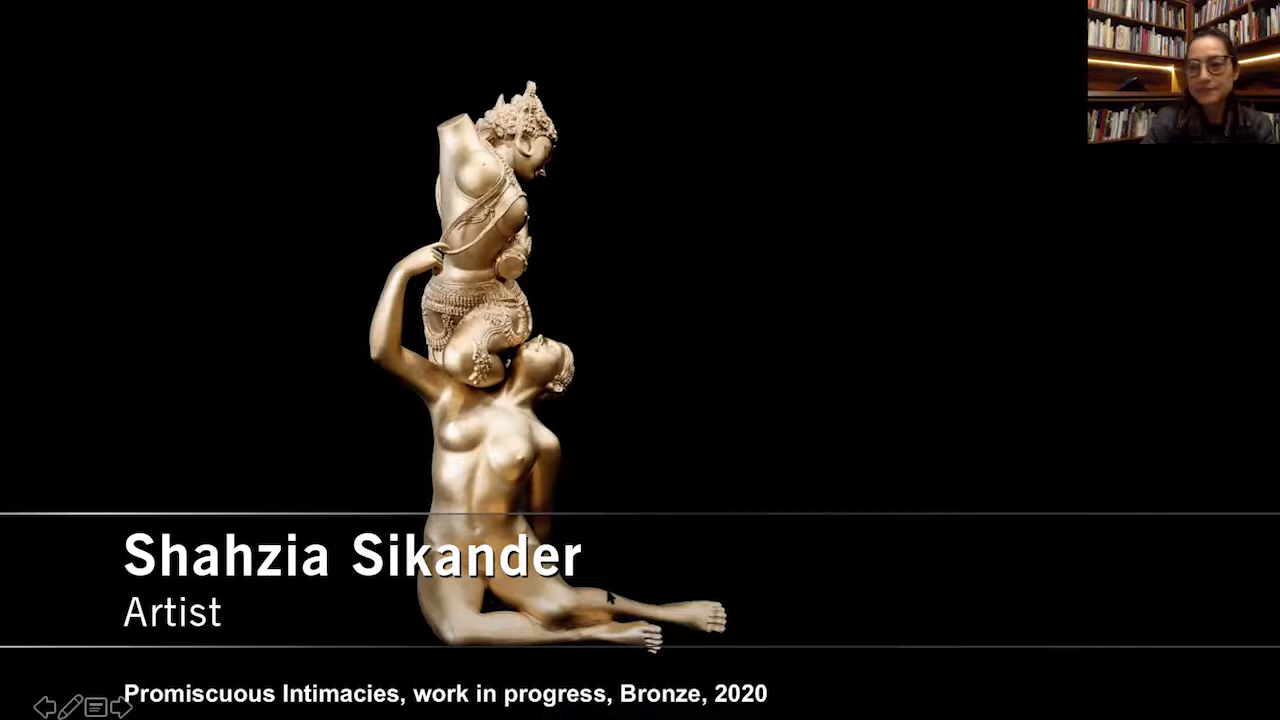 Shahzia Sikander
Artist
Promiscuous Intimacies, work in progress, Bronze, 2020